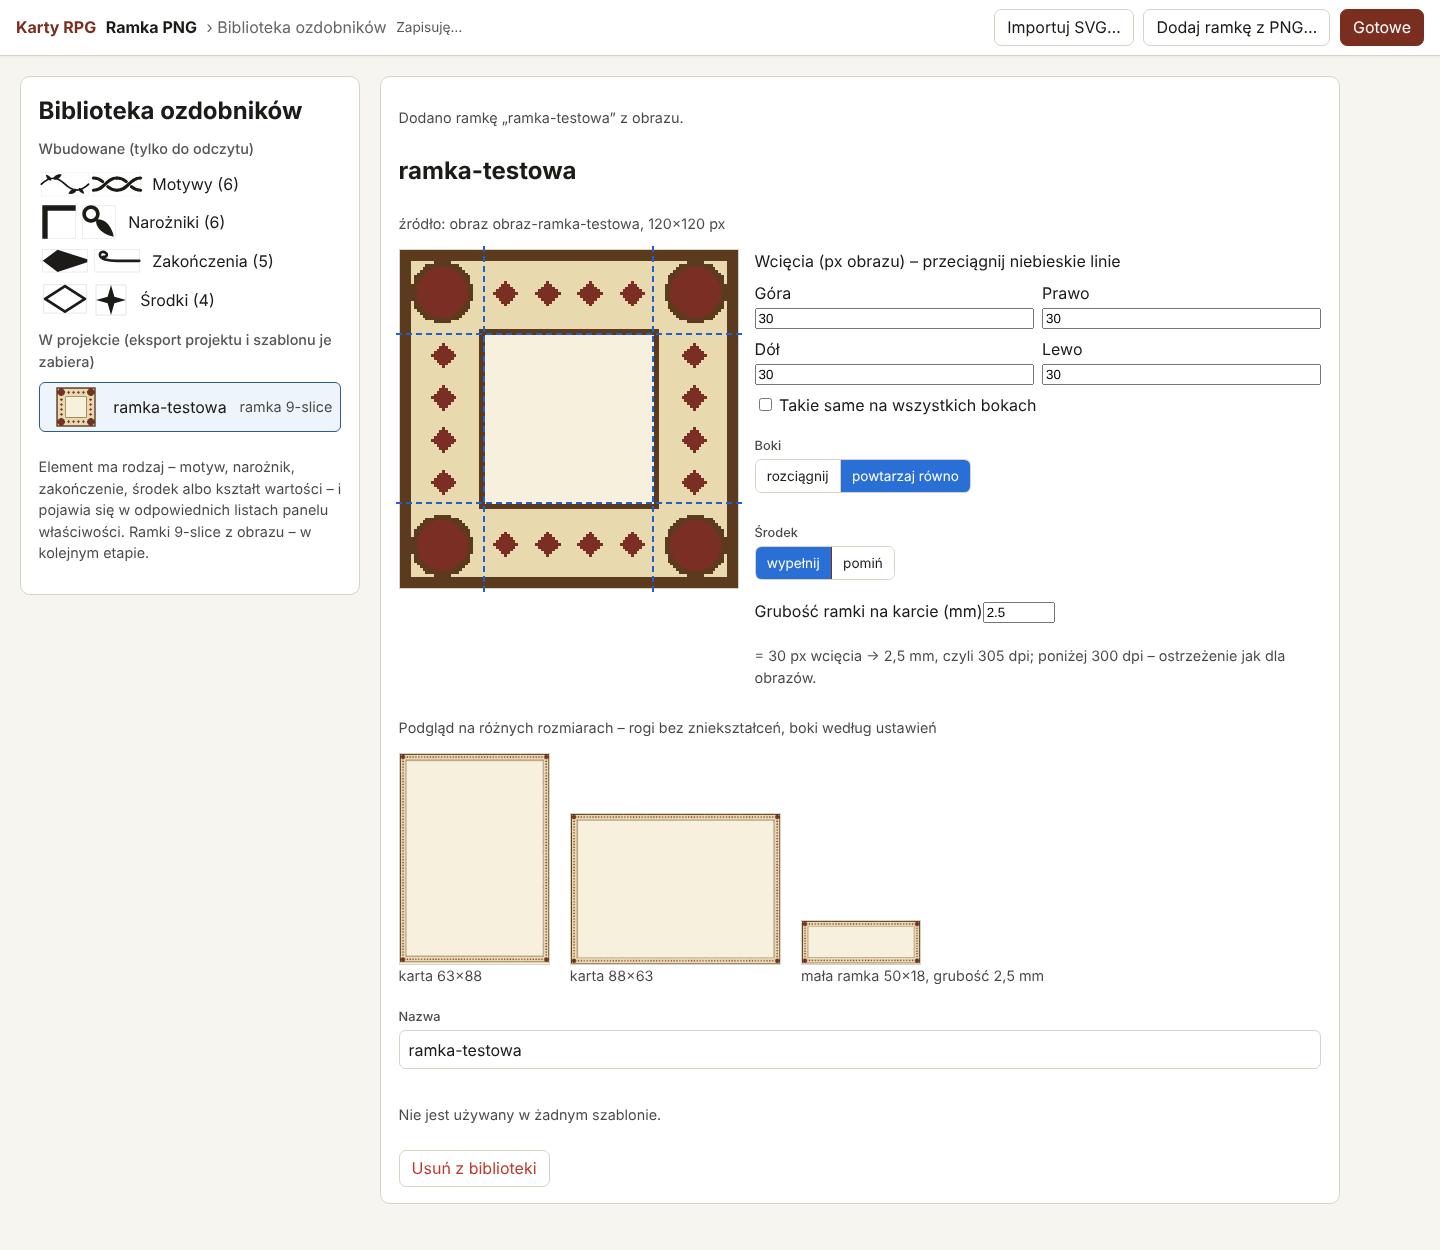 Karty RPG Ramka PNG › Biblioteka ozdobników Zapisuję... Importuj SVG... Dodaj ramkę z PNG... Gotowe
Biblioteka ozdobników
Wbudowane (tylko do odczytu)
Motywy (6)
Narożniki (6)
Zakończenia (5)
Środki (4)
W projekcie (eksport projektu i szablonu je
zabiera)
ramka-testowa ramka 9-slice
Element ma rodzaj – motyw, narożnik,
zakończenie, środek albo kształt wartości – i
pojawia się w odpowiednich listach panelu
właściwości. Ramki 9-slice z obrazu – w
kolejnym etapie.
Dodano ramkę „ramka-testowa” z obrazu.
ramka-testowa
źródło: obraz obraz-ramka-testowa, 120×120 px
Wcięcia (px obrazu) – przeciągnij niebieskie linie
Góra Prawo
30 30
Dół Lewo
30 30
Takie same na wszystkich bokach
Boki
rozciągnij powtarzaj równo
Środek
wypełnij pomiń
Grubość ramki na karcie (mm) 2.5
= 30 px wcięcia → 2,5 mm, czyli 305 dpi; poniżej 300 dpi – ostrzeżenie jak dla
obrazów.
Podgląd na różnych rozmiarach – rogi bez zniekształceń, boki według ustawień
karta 63×88 karta 88×63 mała ramka 50×18, grubość 2,5 mm
Nazwa
ramka-testowa
Nie jest używany w żadnym szablonie.
Usuń z biblioteki